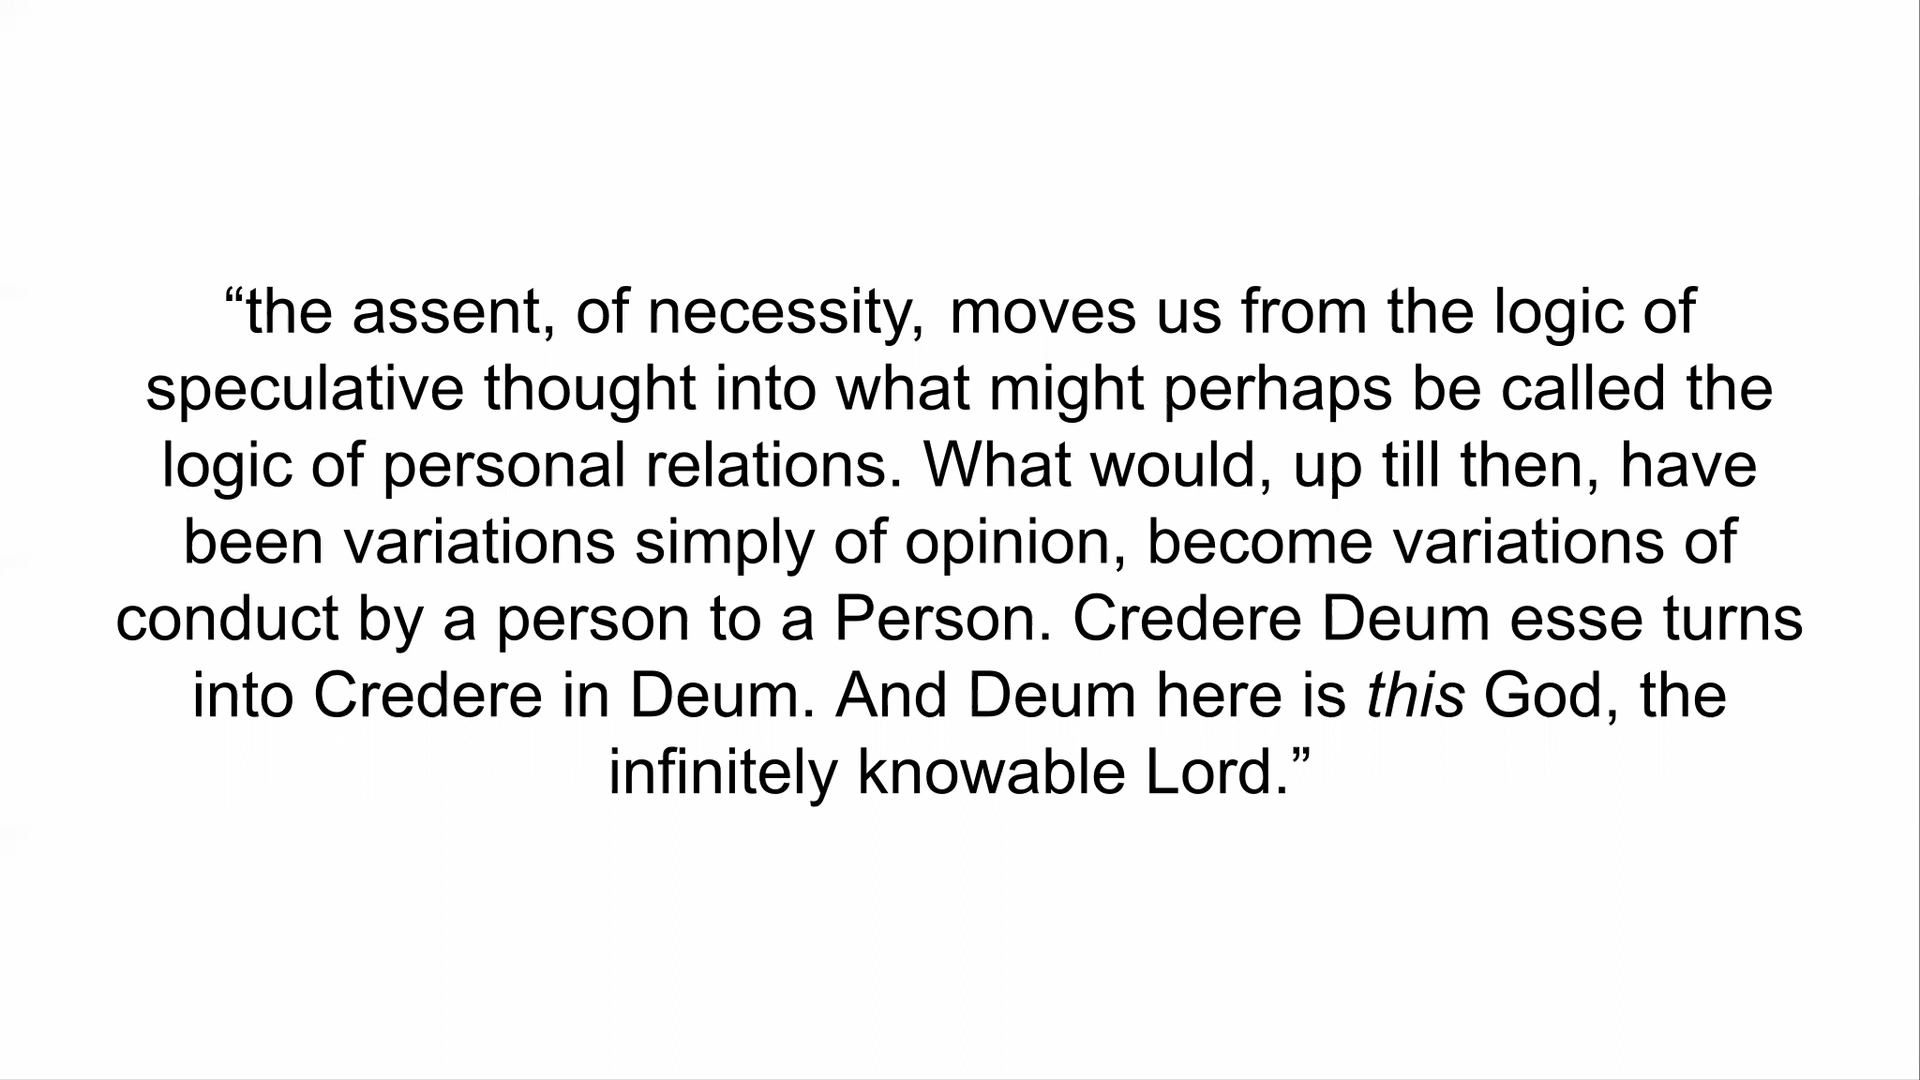 “the assent, of necessity, moves us from the logic of
speculative thought into what might perhaps be called the
logic of personal relations. What would, up till then, have
been variations simply of opinion, become variations of
conduct by a person to a Person. Credere Deum esse turns
into Credere in Deum. And Deum here is this God, the
infinitely knowable Lord.”